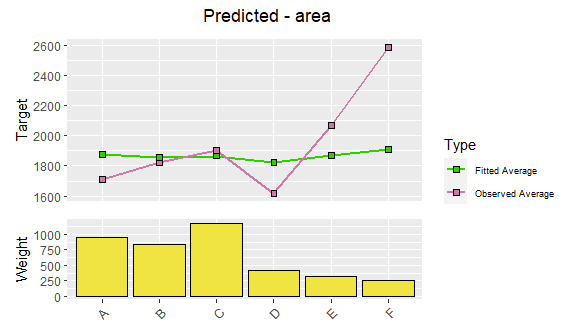 Predicted - area
Target
2600
2400
2200
2000
1800
1600
Weight
1000
750
500
250
0
A B C D E F
Type
Fitted Average
Observed Average